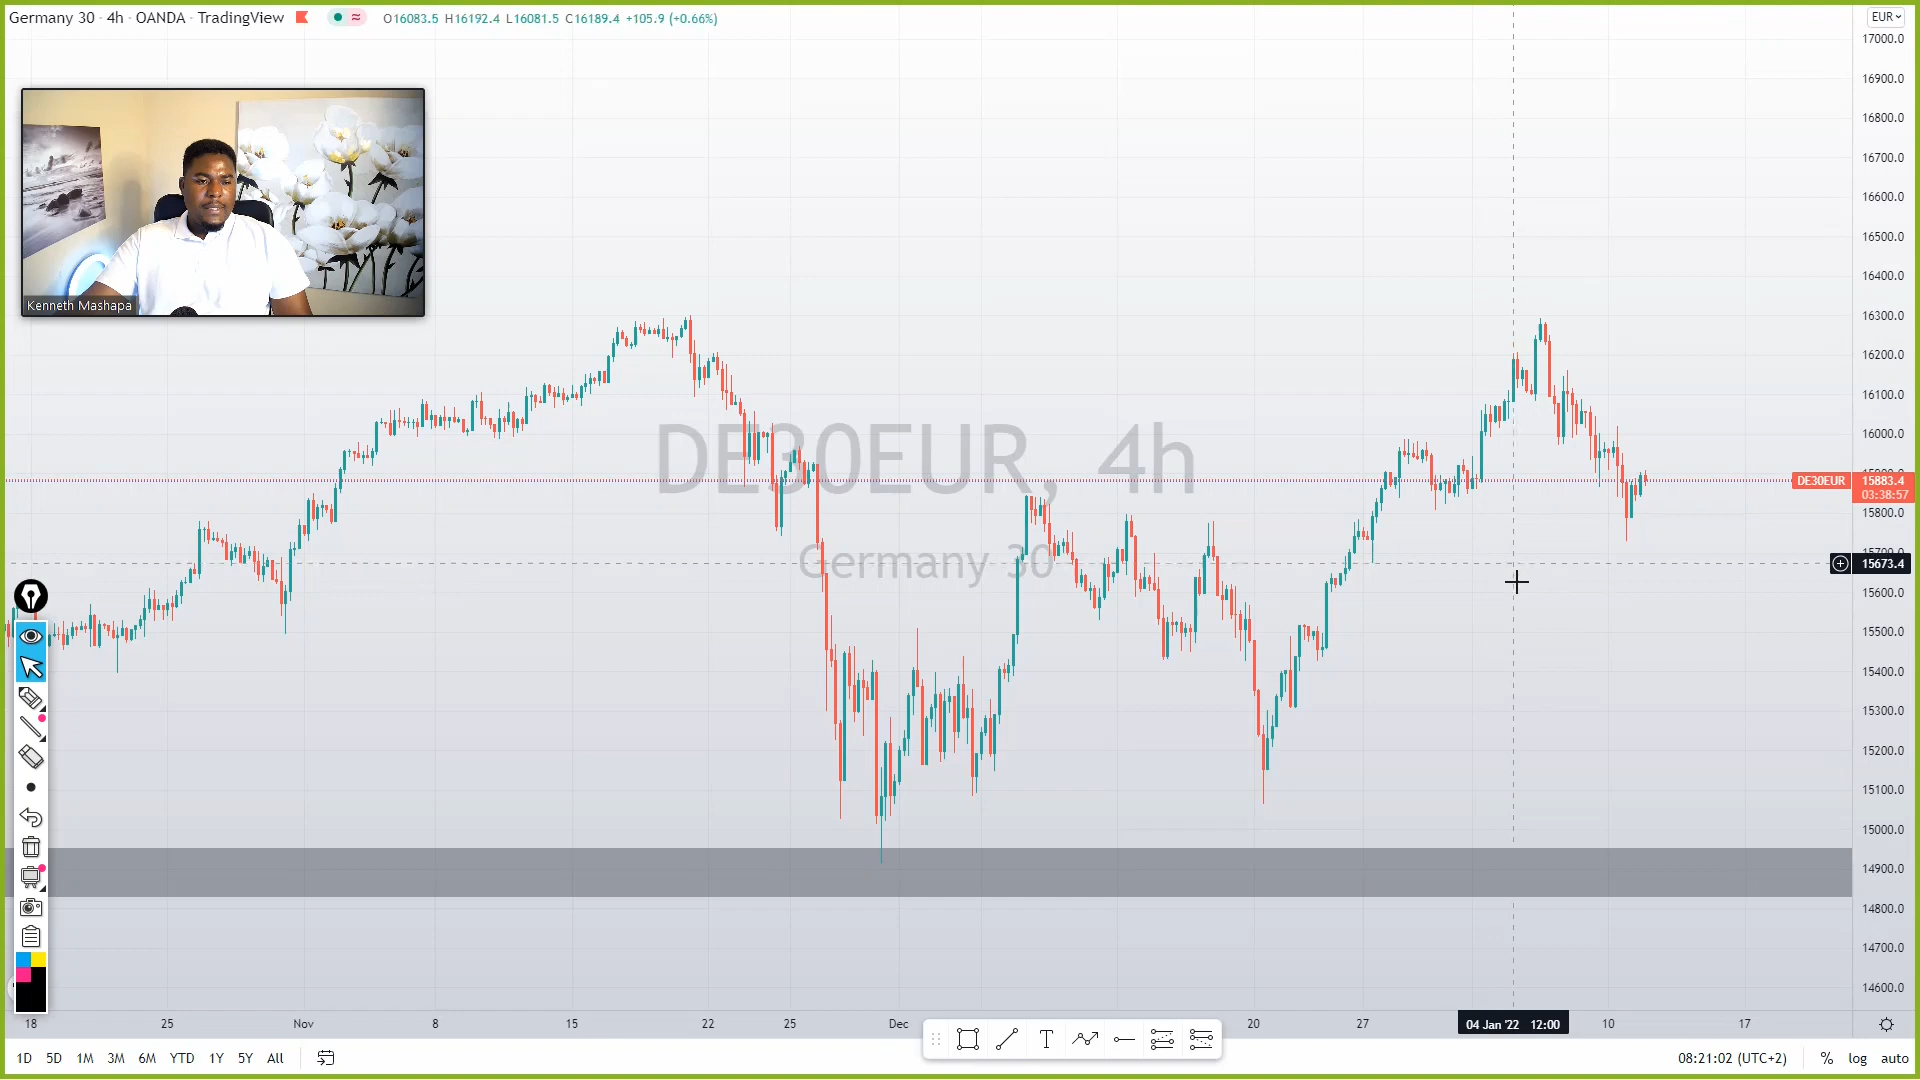 Germany 30 · 4h · OANDA · TradingView
O16083.5 H16192.4 L16081.5 C16189.4 +105.9 (+0.66%)
EUR
17000.0
16900.0
16800.0
16700.0
16600.0
16500.0
16400.0
16300.0
16200.0
16100.0
16000.0
Kenneth Mashapa
DE30EUR, 4h
Germany 30
DE30EUR 15883.4
03:38:57
15800.0
15673.4
15600.0
15500.0
15400.0
15300.0
15200.0
15100.0
15000.0
14900.0
14800.0
14700.0
14600.0
18 25 Nov 8 15 22 25 Dec 20 27 04 Jan '22 12:00 10 17
1D 5D 1M 3M 6M YTD 1Y 5Y All
08:21:02 (UTC+2) % log auto